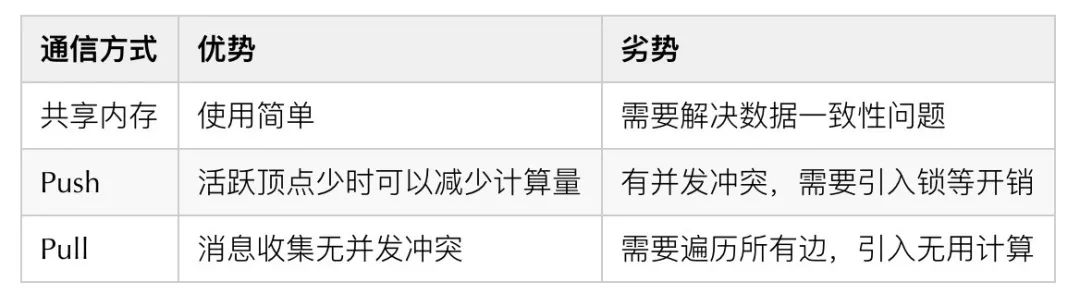 通信方式 优势 劣势
共享内存 使用简单 需要解决数据一致性问题
Push 活跃顶点少时可以减少计算量 有并发冲突，需要引入锁等开销
Pull 消息收集无并发冲突 需要遍历所有边，引入无用计算